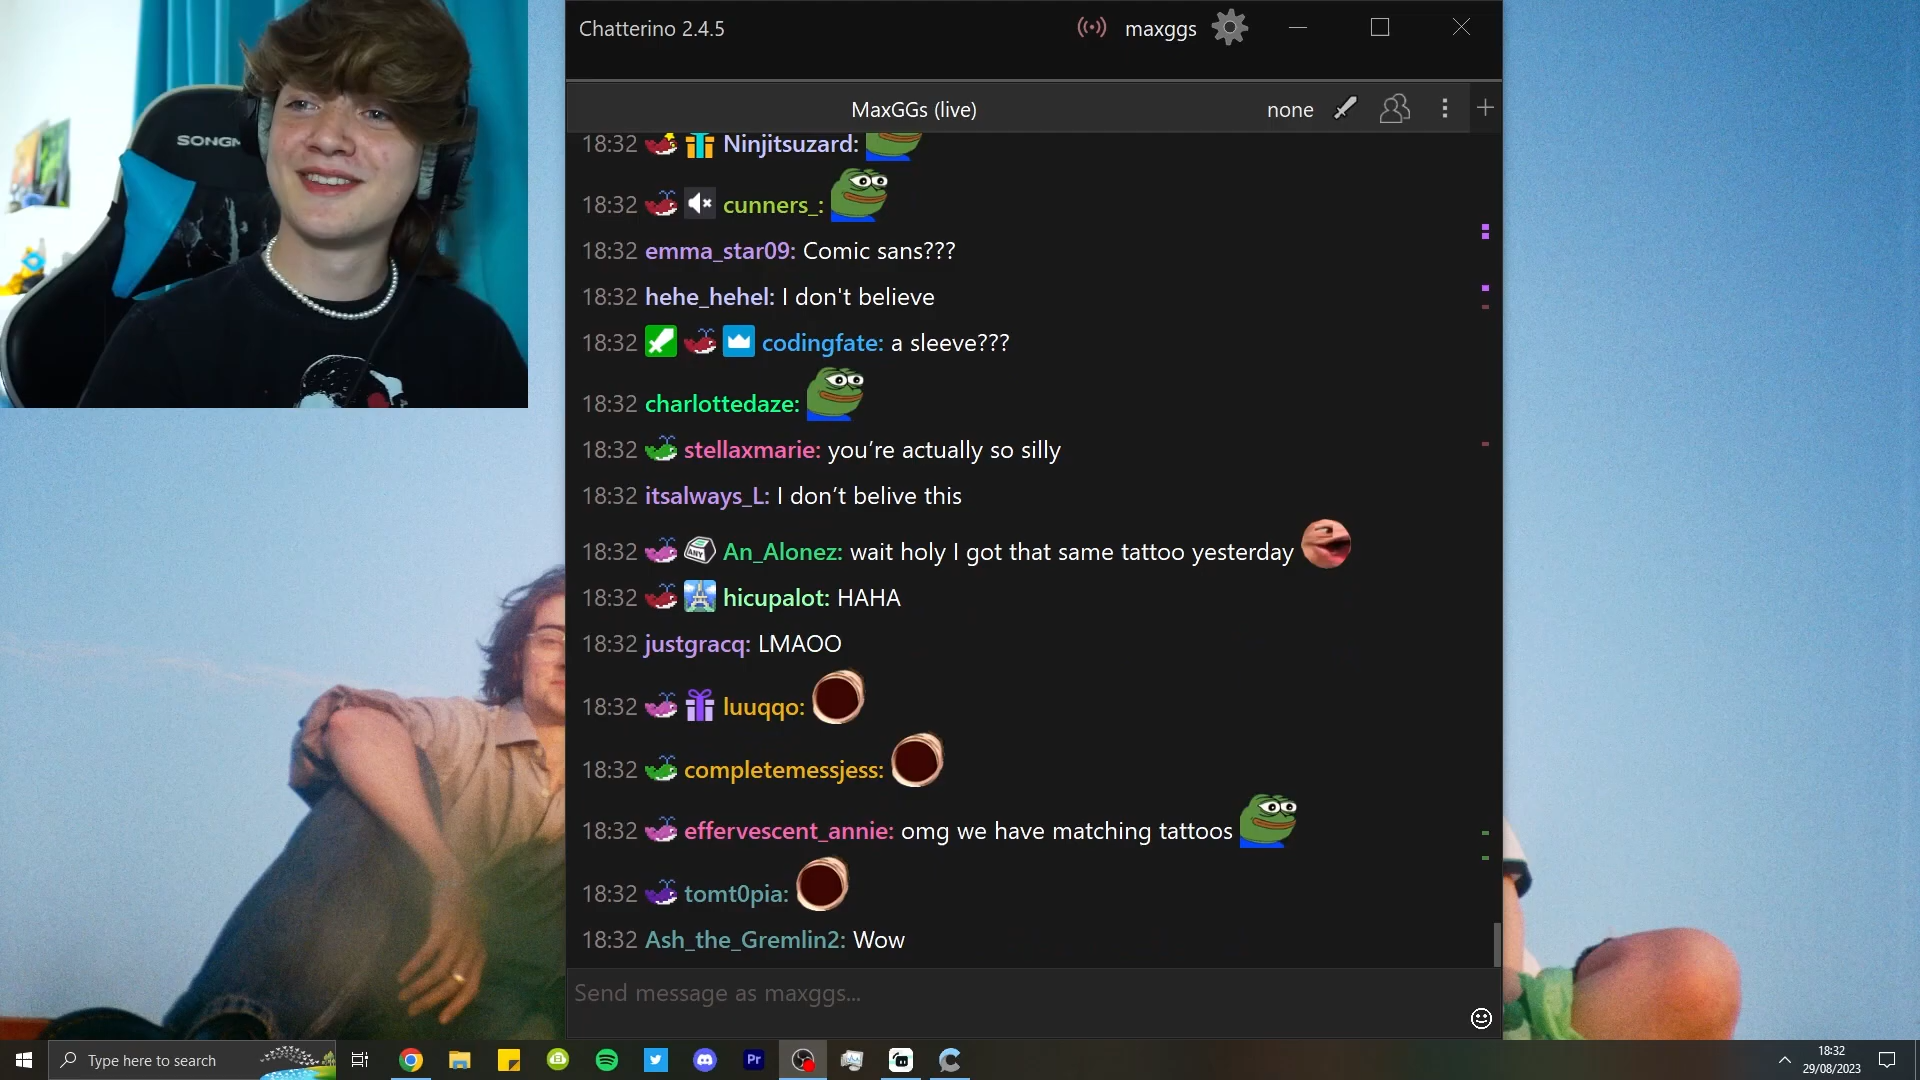 Chatterino 2.4.5
maxggs
MaxGGs (live)
none
18:32 Ninjitsuzard:
18:32 cunners_:
18:32 emma_star09: Comic sans???
18:32 hehe_hehel: I don't believe
18:32 codingfate: a sleeve???
18:32 charlottedaze:
18:32 stellaxmarie: you’re actually so silly
18:32 itsalways_L: I don’t belive this
18:32 ANY An_Alonez: wait holy I got that same tattoo yesterday
18:32 hicupalot: HAHA
18:32 justgracq: LMAOO
18:32 luuqqo:
18:32 completemessjess:
18:32 effervescent_annie: omg we have matching tattoos
18:32 tomt0pia:
18:32 Ash_the_Gremlin2: Wow
Send message as maxggs...
Type here to search
Pr
18:32
29/08/2023